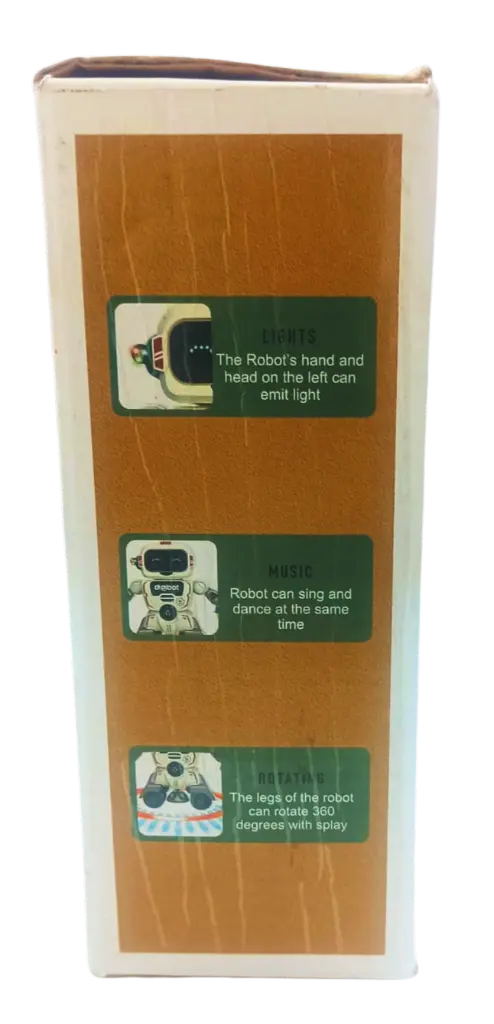 LIGHTS
The Robot's hand and
head on the left can
emit light
digibot
MUSIC
Robot can sing and
dance at the same
time
ROTATING
The legs of the robot
can rotate 360
degrees with splay